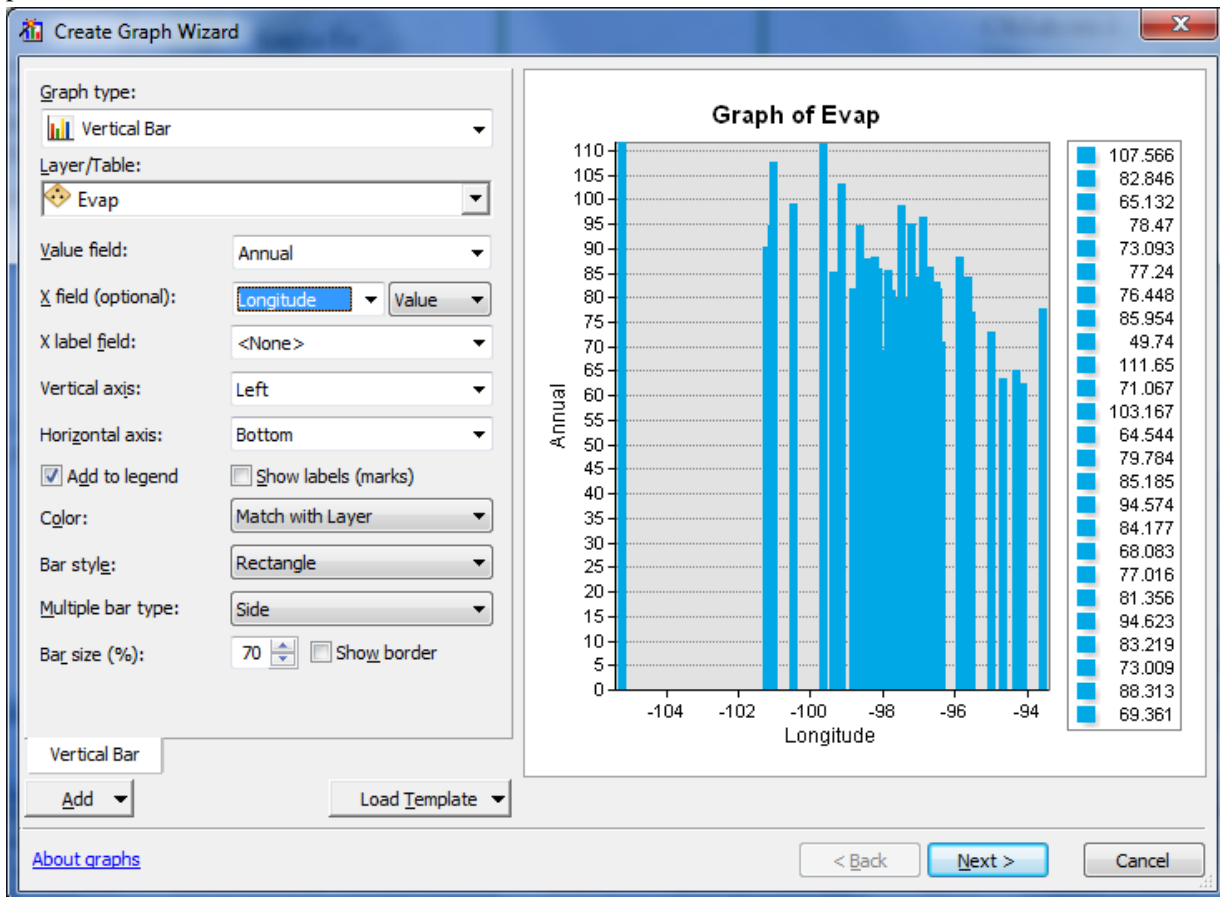 Create Graph Wizard
Graph type:
Vertical Bar
Layer/Table:
Evap
Value field:
Annual
X field (optional):
Longitude
Value
X label field:
<None>
Vertical axis:
Left
Horizontal axis:
Bottom
Add to legend
Show labels (marks)
Color:
Match with Layer
Bar style:
Rectangle
Multiple bar type:
Side
Bar size (%):
70
Show border
Vertical Bar
Add
Load Template
Graph of Evap
110
105
100
95
90
85
80
75
70
65
60
55
50
45
40
35
30
25
20
15
10
5
0
Annual
-104 -102 -100 -98 -96 -94
Longitude
107.566
82.846
65.132
78.47
73.093
77.24
76.448
85.954
49.74
111.65
71.067
103.167
64.544
79.784
85.185
94.574
84.177
68.083
77.016
81.356
94.623
83.219
73.009
88.313
69.361
About graphs
< Back
Next >
Cancel